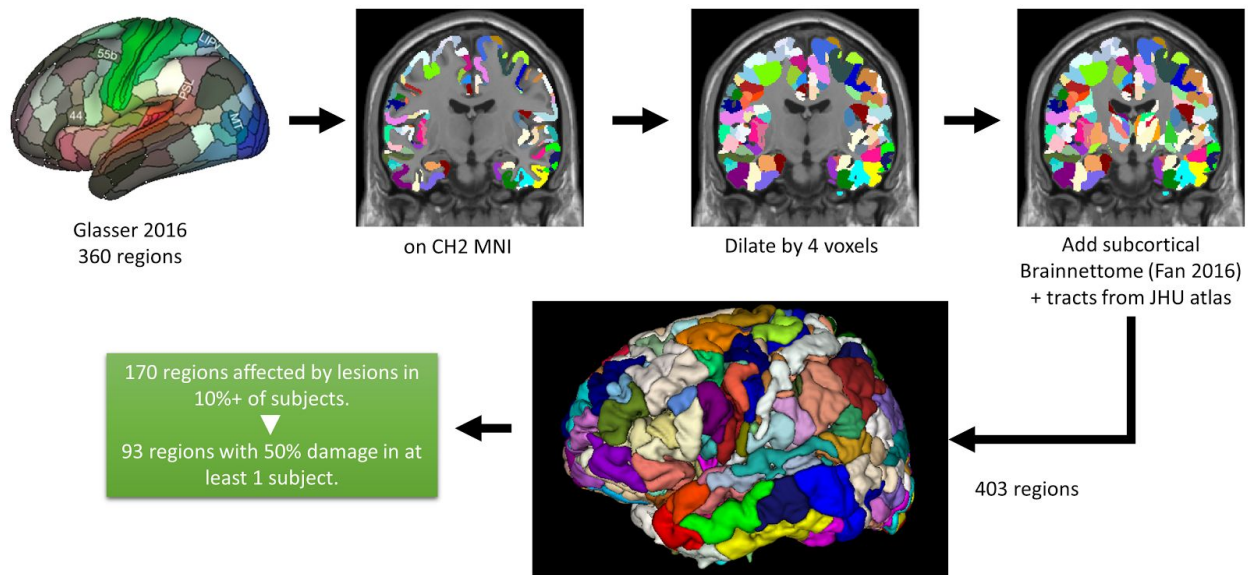 55b
LIPv
PSL
44
MT
Glasser 2016
360 regions
on CH2 MNI
Dilate by 4 voxels
Add subcortical
Brainnettome (Fan 2016)
+ tracts from JHU atlas
170 regions affected by lesions in
10%+ of subjects.
93 regions with 50% damage in at
least 1 subject.
403 regions